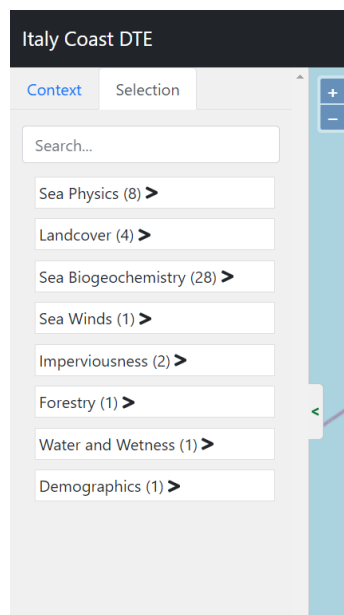 Italy Coast DTE
Context Selection
Search...
Sea Physics (8) >
Landcover (4) >
Sea Biogeochemistry (28) >
Sea Winds (1) >
Imperviousness (2) >
Forestry (1) >
Water and Wetness (1) >
Demographics (1) >
+
−
<